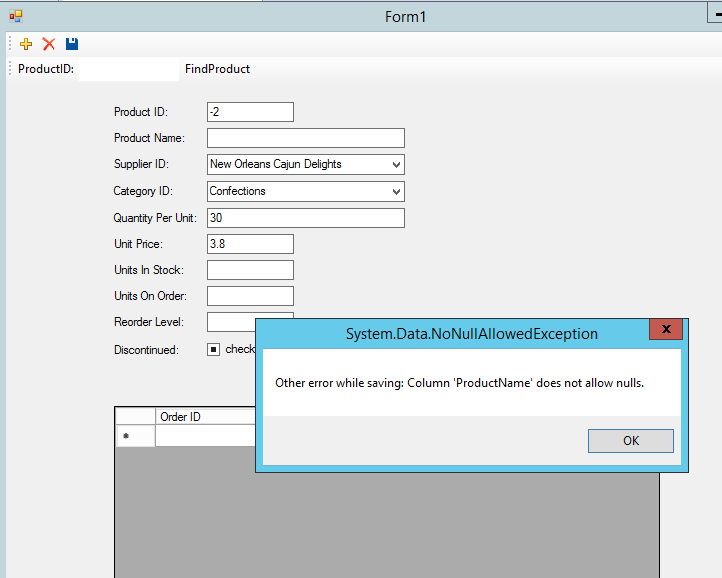 Form1
ProductID: FindProduct
Product ID: -2
Product Name:
Supplier ID: New Orleans Cajun Delights
Category ID: Confections
Quantity Per Unit: 30
Unit Price: 3.8
Units In Stock:
Units On Order:
Reorder Level:
System.Data.NoNullAllowedException
x
Discontinued: check
Other error while saving: Column 'ProductName' does not allow nulls.
Order ID
*
OK